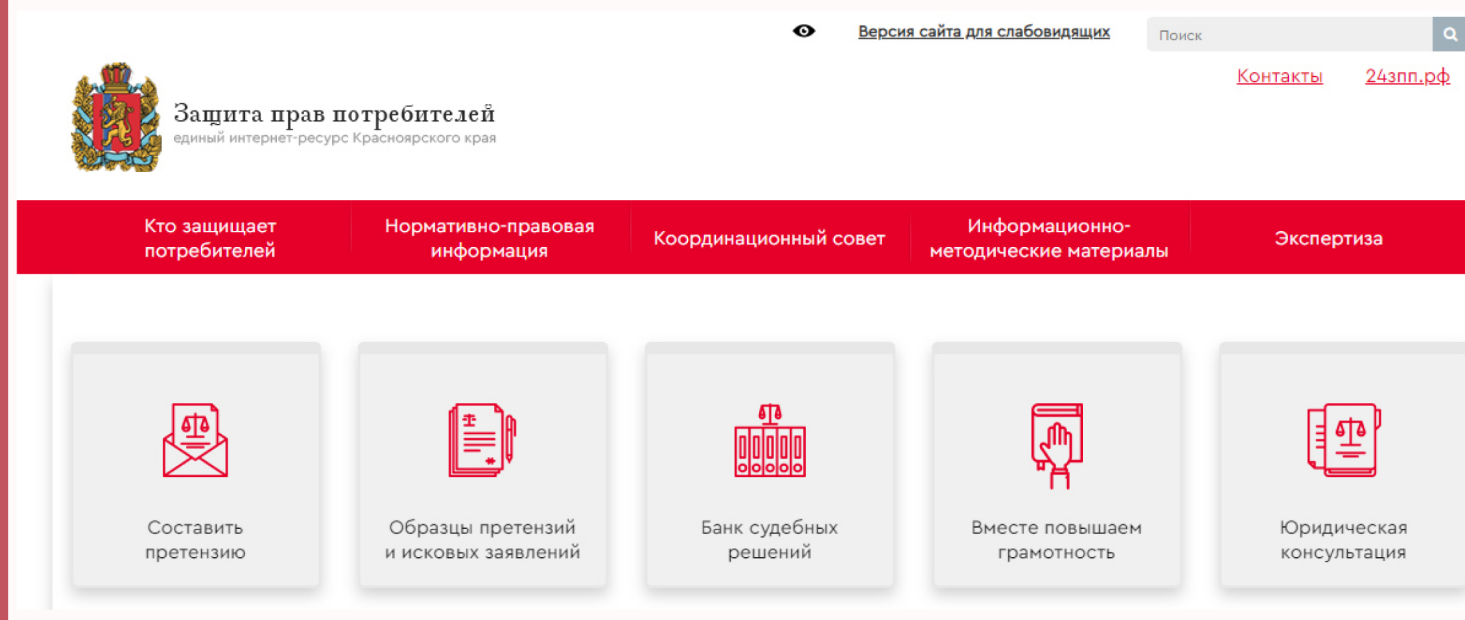 Версия сайта для слабовидящих
Поиск
Контакты
24зпп.рф
Защита прав потребителей
единый интернет-ресурс Красноярского края
Кто защищает
потребителей
Нормативно-правовая
информация
Координационный совет
Информационно-
методические материалы
Экспертиза
Составить
претензию
Образцы претензий
и исковых заявлений
Банк судебных
решений
Вместе повышаем
грамотность
Юридическая
консультация